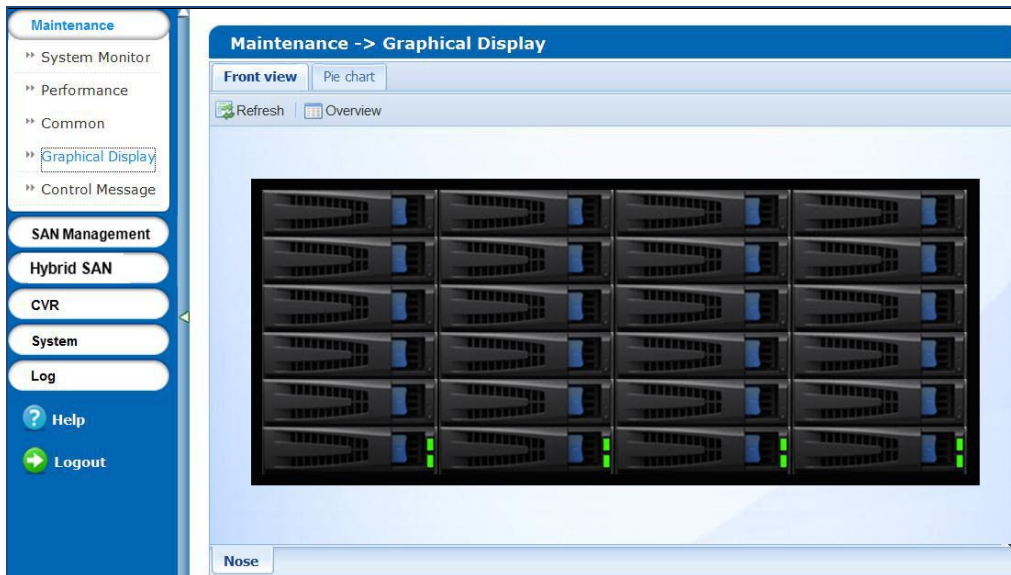 Maintenance
System Monitor
Performance
Common
Graphical Display
Control Message
SAN Management
Hybrid SAN
CVR
System
Log
Help
Logout
Maintenance -> Graphical Display
Front view
Pie chart
Refresh
Overview
Nose